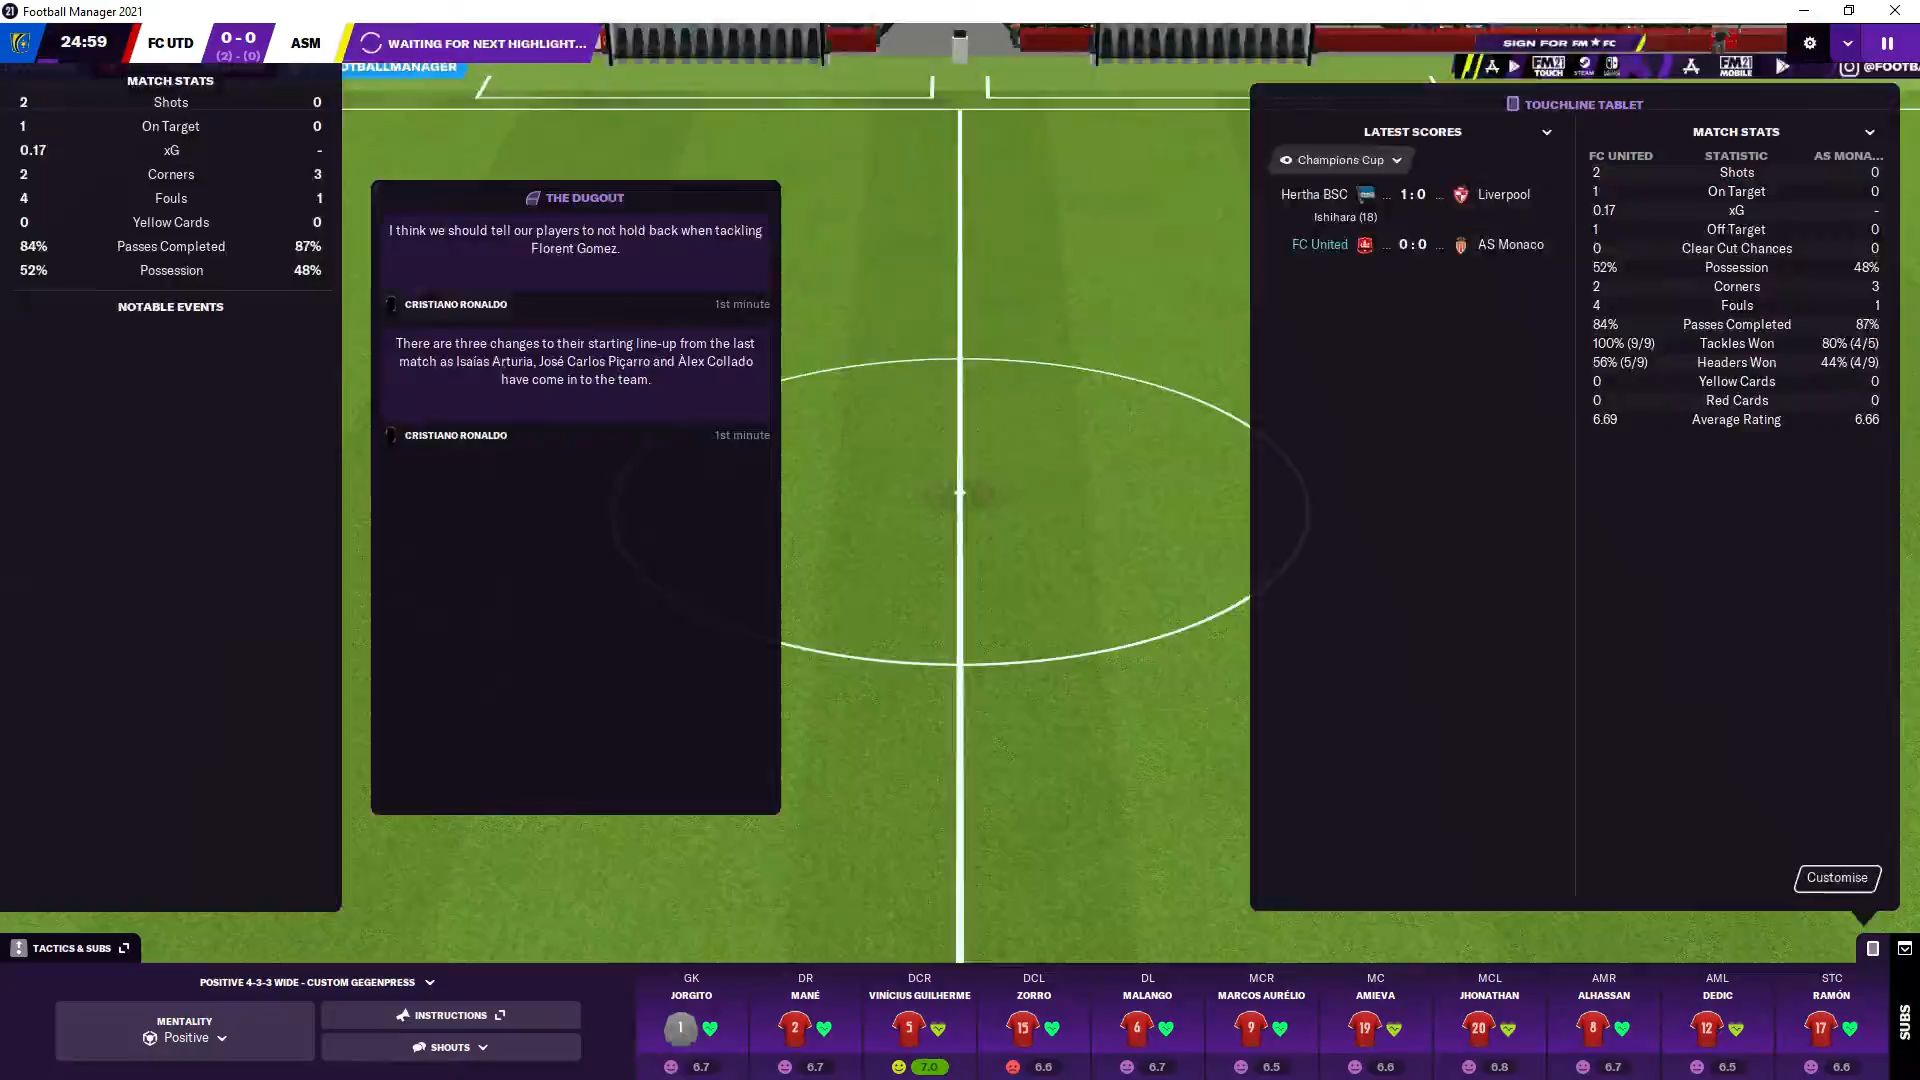 21 Football Manager 2021
24:59 FC UTD 0 - 0 ASM
(2) - (0)
WAITING FOR NEXT HIGHLIGHT...
SIGN FOR FM★FC
OTBALLMANAGER
FM21 TOUCH STEAM
FM21 MOBILE
@FOOTBA
MATCH STATS
2 Shots 0
1 On Target 0
0.17 xG -
2 Corners 3
4 Fouls 1
0 Yellow Cards 0
84% Passes Completed 87%
52% Possession 48%
NOTABLE EVENTS
THE DUGOUT
I think we should tell our players to not hold back when tackling
Florent Gomez.
CRISTIANO RONALDO 1st minute
There are three changes to their starting line-up from the last
match as Isaías Arturia, José Carlos Piçarro and Àlex Collado
have come in to the team.
CRISTIANO RONALDO 1st minute
TOUCHLINE TABLET
LATEST SCORES
Champions Cup
Hertha BSC ... 1 : 0 ... Liverpool
Ishihara (18)
FC United ... 0 : 0 ... AS Monaco
MATCH STATS
FC UNITED STATISTIC AS MONA...
2 Shots 0
1 On Target 0
0.17 xG -
1 Off Target 0
0 Clear Cut Chances 0
52% Possession 48%
2 Corners 3
4 Fouls 1
84% Passes Completed 87%
100% (9/9) Tackles Won 80% (4/5)
56% (5/9) Headers Won 44% (4/9)
0 Yellow Cards 0
0 Red Cards 0
6.69 Average Rating 6.66
Customise
TACTICS & SUBS
POSITIVE 4-3-3 WIDE - CUSTOM GEGENPRESS
MENTALITY
Positive
INSTRUCTIONS
SHOUTS
GK DR DCR DCL DL MCR MC MCL AMR AML STC
JORGITO MANÉ VINÍCIUS GUILHERME ZORRO MALANGO MARCOS AURÉLIO AMIEVA JHONATHAN ALHASSAN DEDIC RAMÓN
1 2 5 15 6 9 19 20 8 12 17
6.7 6.7 7.0 6.6 6.7 6.5 6.6 6.8 6.7 6.5 6.6
SUBS